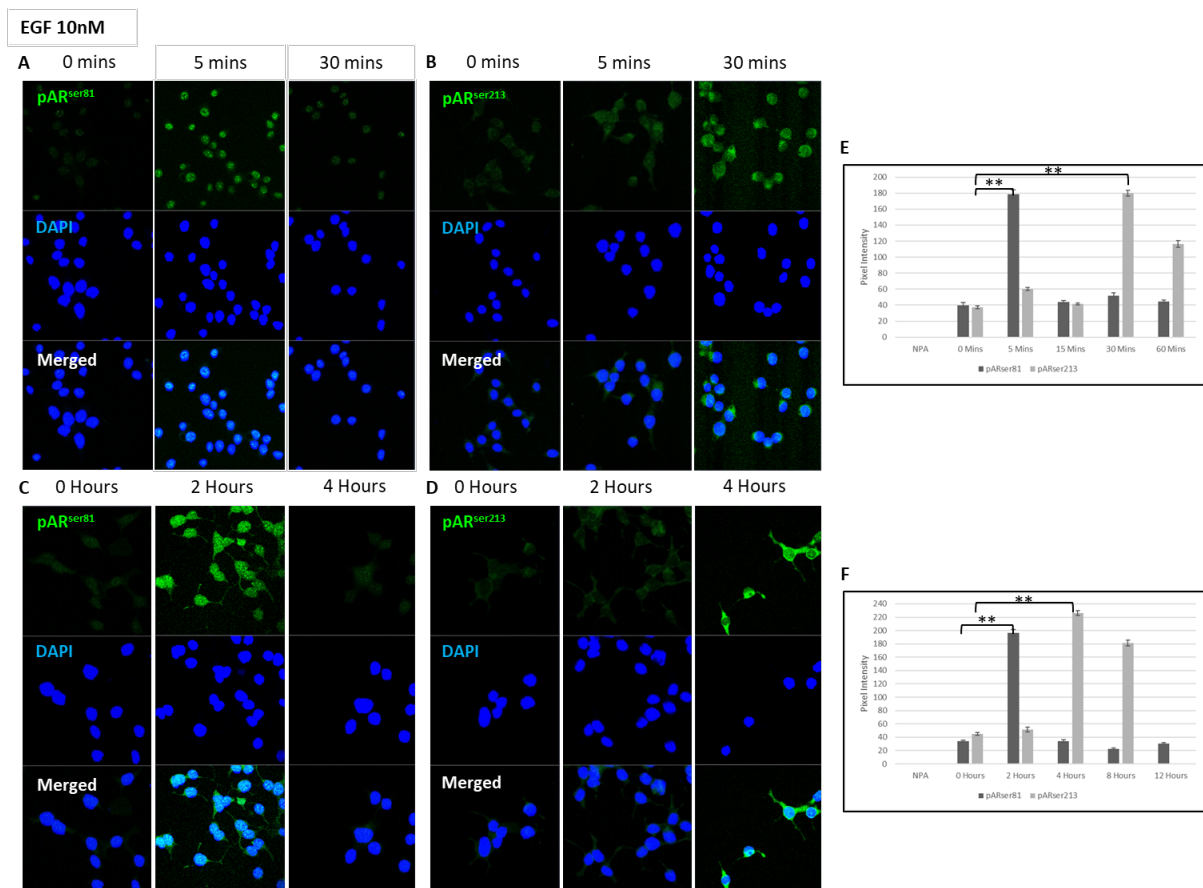 EGF 10nM
A 0 mins 5 mins 30 mins
pARser81
DAPI
Merged
B 0 mins 5 mins 30 mins
pARser213
C 0 Hours 2 Hours 4 Hours
pARser81
DAPI
Merged
D 0 Hours 2 Hours 4 Hours
pARser213
DAPI
Merged
E
** **
Pixel Intensity
200
180
160
140
120
100
80
60
40
20
0
NPA 0 Mins 5 Mins 15 Mins 30 Mins 60 Mins
pARser81 pARser213
F
** **
Pixel Intensity
240
220
200
180
160
140
120
100
80
60
40
20
0
NPA 0 Hours 2 Hours 4 Hours 8 Hours 12 Hours
pARser81 pARser213